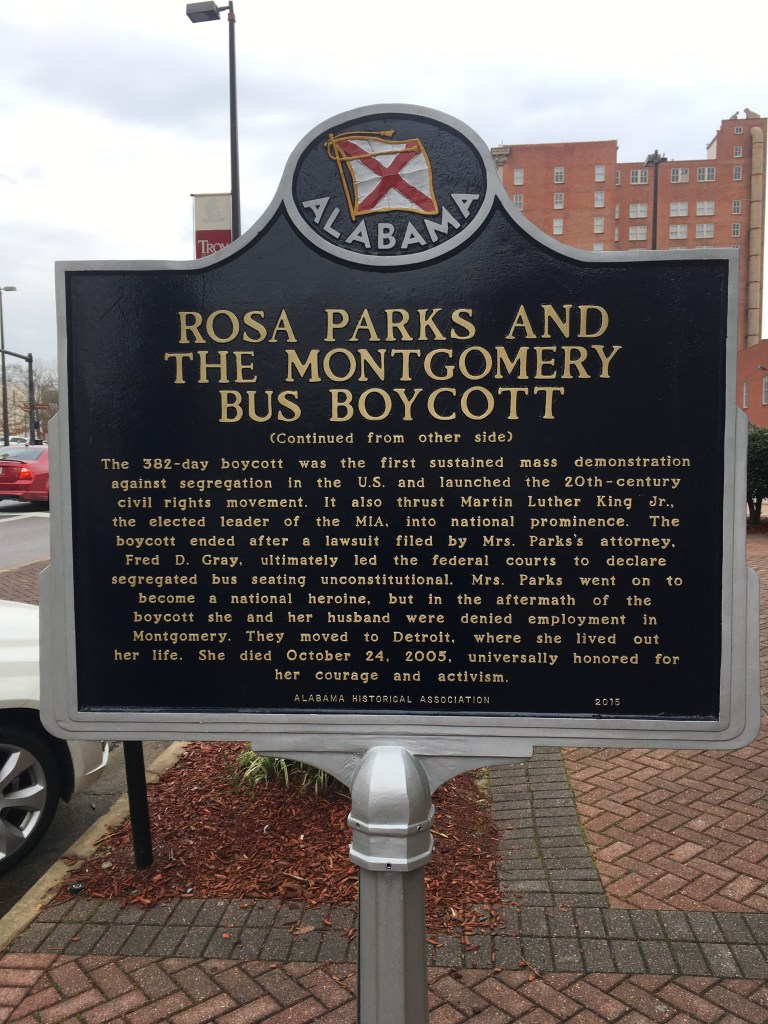 TROY
ALABAMA
ROSA PARKS AND
THE MONTGOMERY
BUS BOYCOTT
(Continued from other side)
The 382-day boycott was the first sustained mass demonstration
against segregation in the U.S. and launched the 20th-century
civil rights movement. It also thrust Martin Luther King Jr.,
the elected leader of the MIA, into national prominence. The
boycott ended after a lawsuit filed by Mrs. Parks's attorney,
Fred D. Gray, ultimately led the federal courts to declare
segregated bus seating unconstitutional. Mrs. Parks went on to
become a national heroine, but in the aftermath of the
boycott she and her husband were denied employment in
Montgomery. They moved to Detroit, where she lived out
her life. She died October 24, 2005, universally honored for
her courage and activism.
ALABAMA HISTORICAL ASSOCIATION 2015